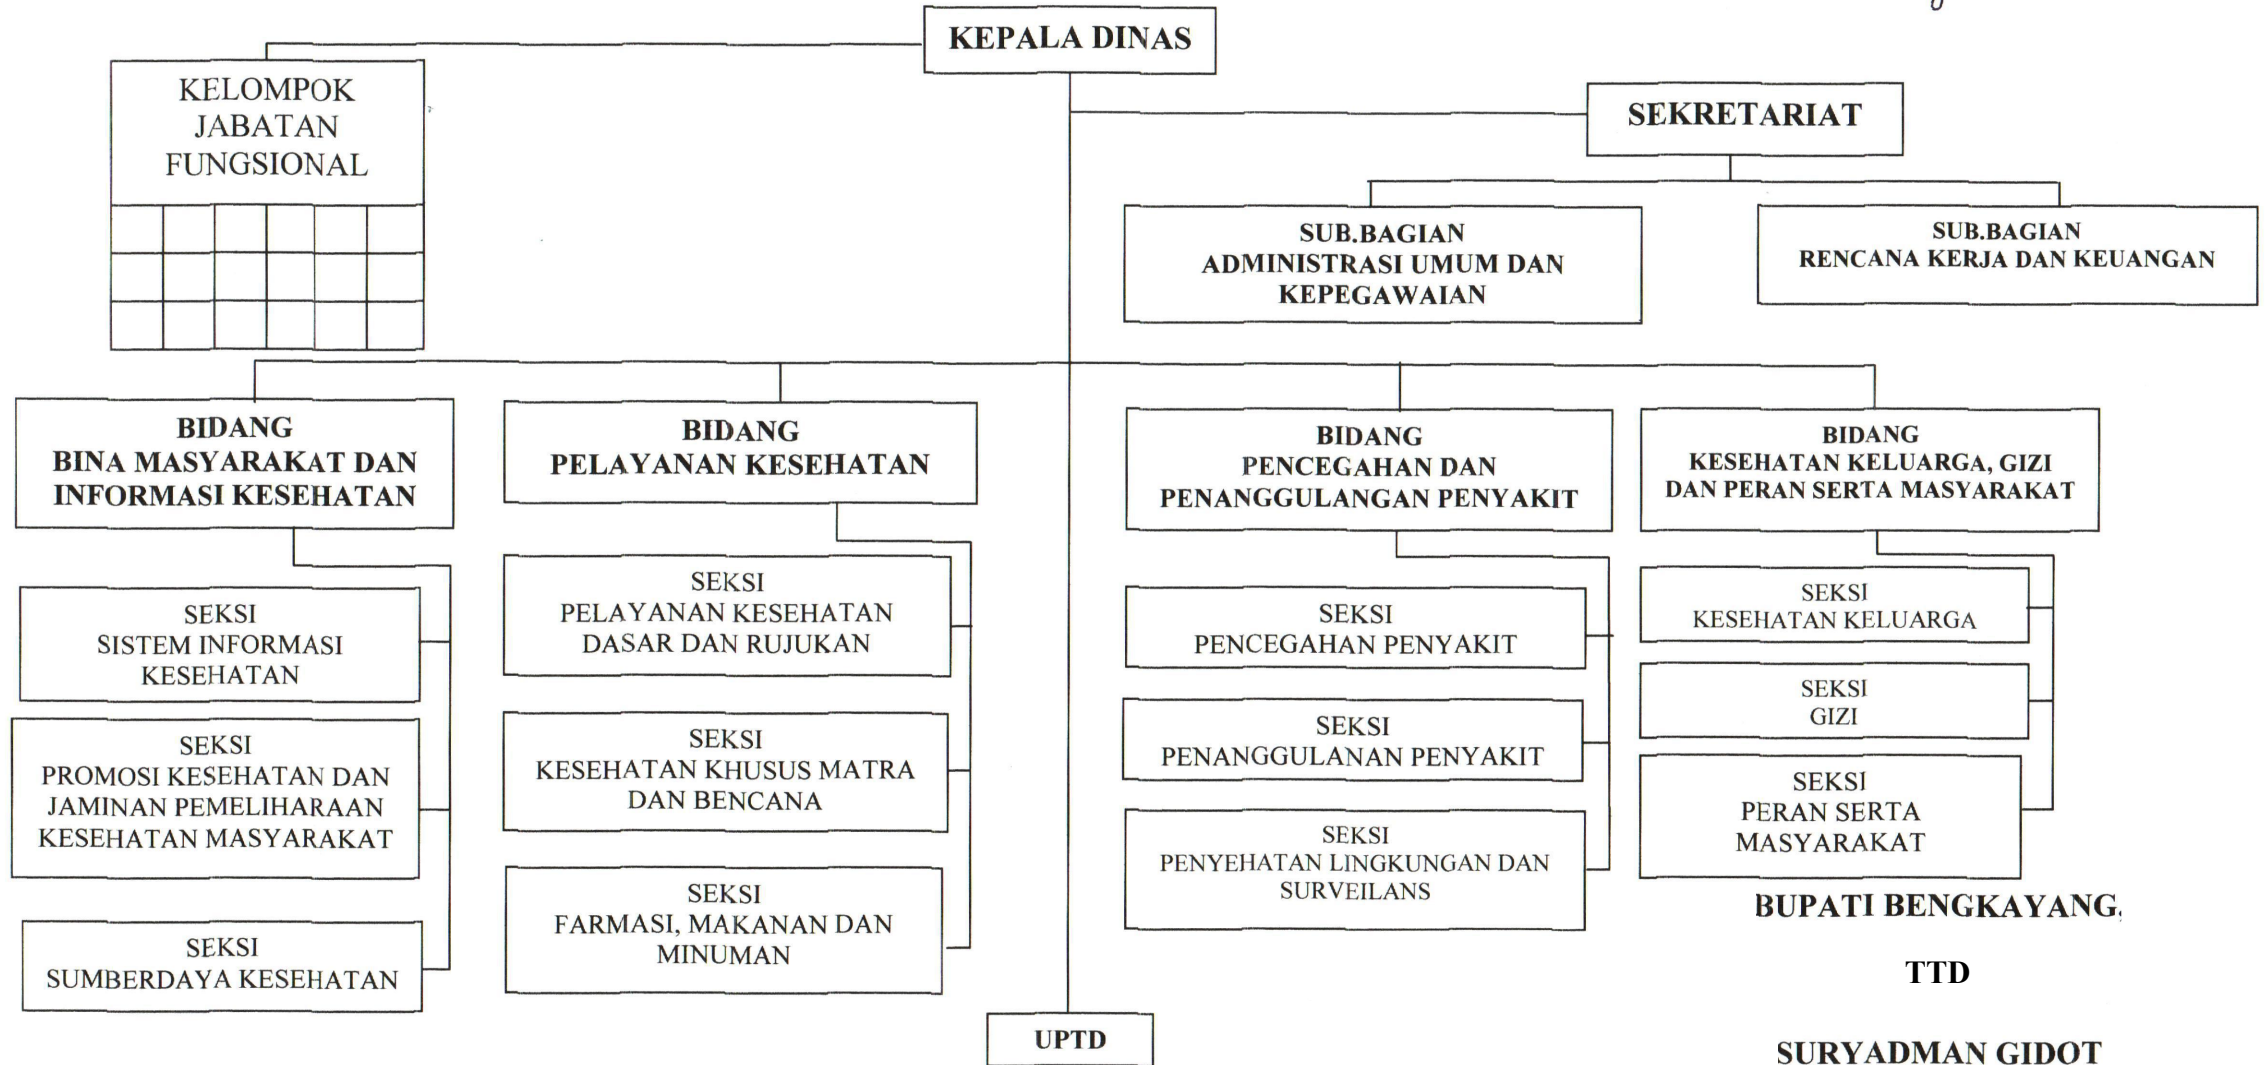 KEPALA DINAS
KELOMPOK
JABATAN
FUNGSIONAL
SEKRETARIAT
SUB.BAGIAN
ADMINISTRASI UMUM DAN
KEPEGAWAIAN
SUB.BAGIAN
RENCANA KERJA DAN KEUANGAN
BIDANG
BINA MASYARAKAT DAN
INFORMASI KESEHATAN
BIDANG
PELAYANAN KESEHATAN
BIDANG
PENCEGAHAN DAN
PENANGGULANGAN PENYAKIT
BIDANG
KESEHATAN KELUARGA, GIZI
DAN PERAN SERTA MASYARAKAT
SEKSI
SISTEM INFORMASI
KESEHATAN
SEKSI
PROMOSI KESEHATAN DAN
JAMINAN PEMELIHARAAN
KESEHATAN MASYARAKAT
SEKSI
SUMBERDAYA KESEHATAN
SEKSI
PELAYANAN KESEHATAN
DASAR DAN RUJUKAN
SEKSI
KESEHATAN KHUSUS MATRA
DAN BENCANA
SEKSI
FARMASI, MAKANAN DAN
MINUMAN
SEKSI
PENCEGAHAN PENYAKIT
SEKSI
PENANGGULANAN PENYAKIT
SEKSI
PENYEHATAN LINGKUNGAN DAN
SURVEILANS
SEKSI
KESEHATAN KELUARGA
SEKSI
GIZI
SEKSI
PERAN SERTA
MASYARAKAT
UPTD
BUPATI BENGKAYANG,
TTD
SURYADMAN GIDOT